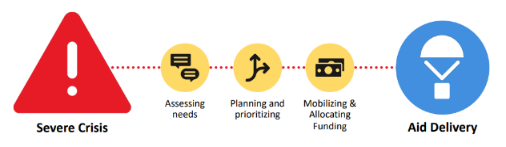 Severe Crisis
Assessing
needs
Planning and
prioritizing
Mobilizing &
Allocating
Funding
Aid Delivery